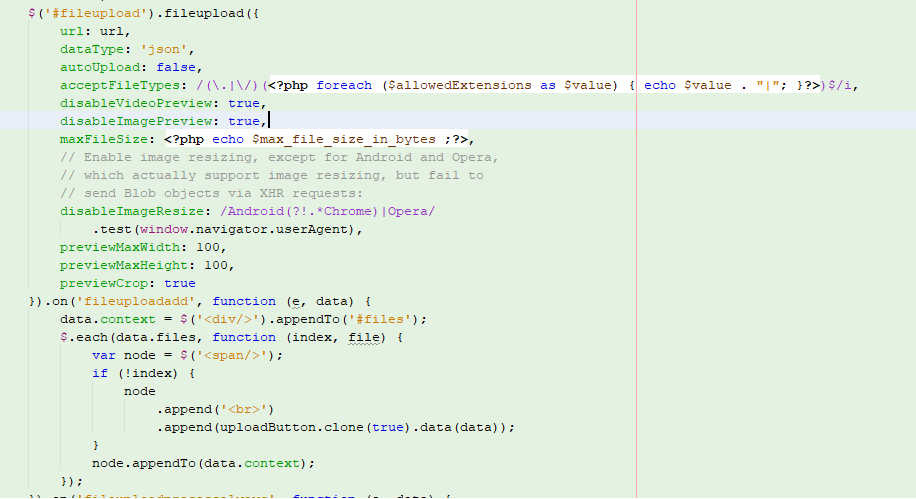 $('#fileupload').fileupload({
    url: url,
    dataType: 'json',
    autoUpload: false,
    acceptFileTypes: /(\.|\/)(<?php foreach ($allowedExtensions as $value) { echo $value . "|"; }?>)$/i,
    disableVideoPreview: true,
    disableImagePreview: true,
    maxFileSize: <?php echo $max_file_size_in_bytes ;?>,
    // Enable image resizing, except for Android and Opera,
    // which actually support image resizing, but fail to
    // send Blob objects via XHR requests:
    disableImageResize: /Android(?!.*Chrome)|Opera/
        .test(window.navigator.userAgent),
    previewMaxWidth: 100,
    previewMaxHeight: 100,
    previewCrop: true
}).on('fileuploadadd', function (e, data) {
    data.context = $('<div/>').appendTo('#files');
    $.each(data.files, function (index, file) {
        var node = $('<span/>');
        if (!index) {
            node
                .append('<br>')
                .append(uploadButton.clone(true).data(data));
        }
        node.appendTo(data.context);
    });